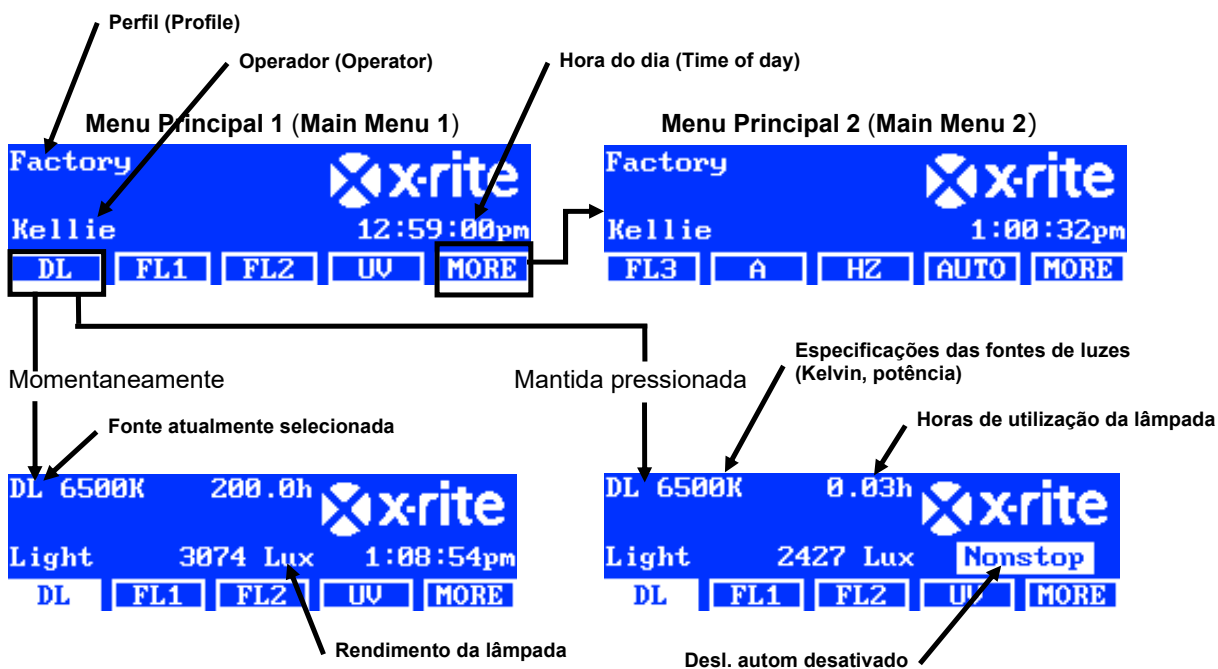 Perfil (Profile)
Operador (Operator)
Hora do dia (Time of day)
Menu Principal 1 (Main Menu 1)
Menu Principal 2 (Main Menu 2)
Factory
x-rite
Kellie 12:59:00pm
DL FL1 FL2 UV MORE
Factory
x-rite
Kellie 1:00:32pm
FL3 A HZ AUTO MORE
Momentaneamente
Mantida pressionada
Especificações das fontes de luzes
(Kelvin, potência)
Fonte atualmente selecionada
Horas de utilização da lâmpada
DL 6500K 200.0h
x-rite
Light 3074 Lux 1:08:54pm
DL FL1 FL2 UV MORE
DL 6500K 0.03h
x-rite
Light 2427 Lux Nonstop
DL FL1 FL2 UV MORE
Rendimento da lâmpada
Desl. autom desativado